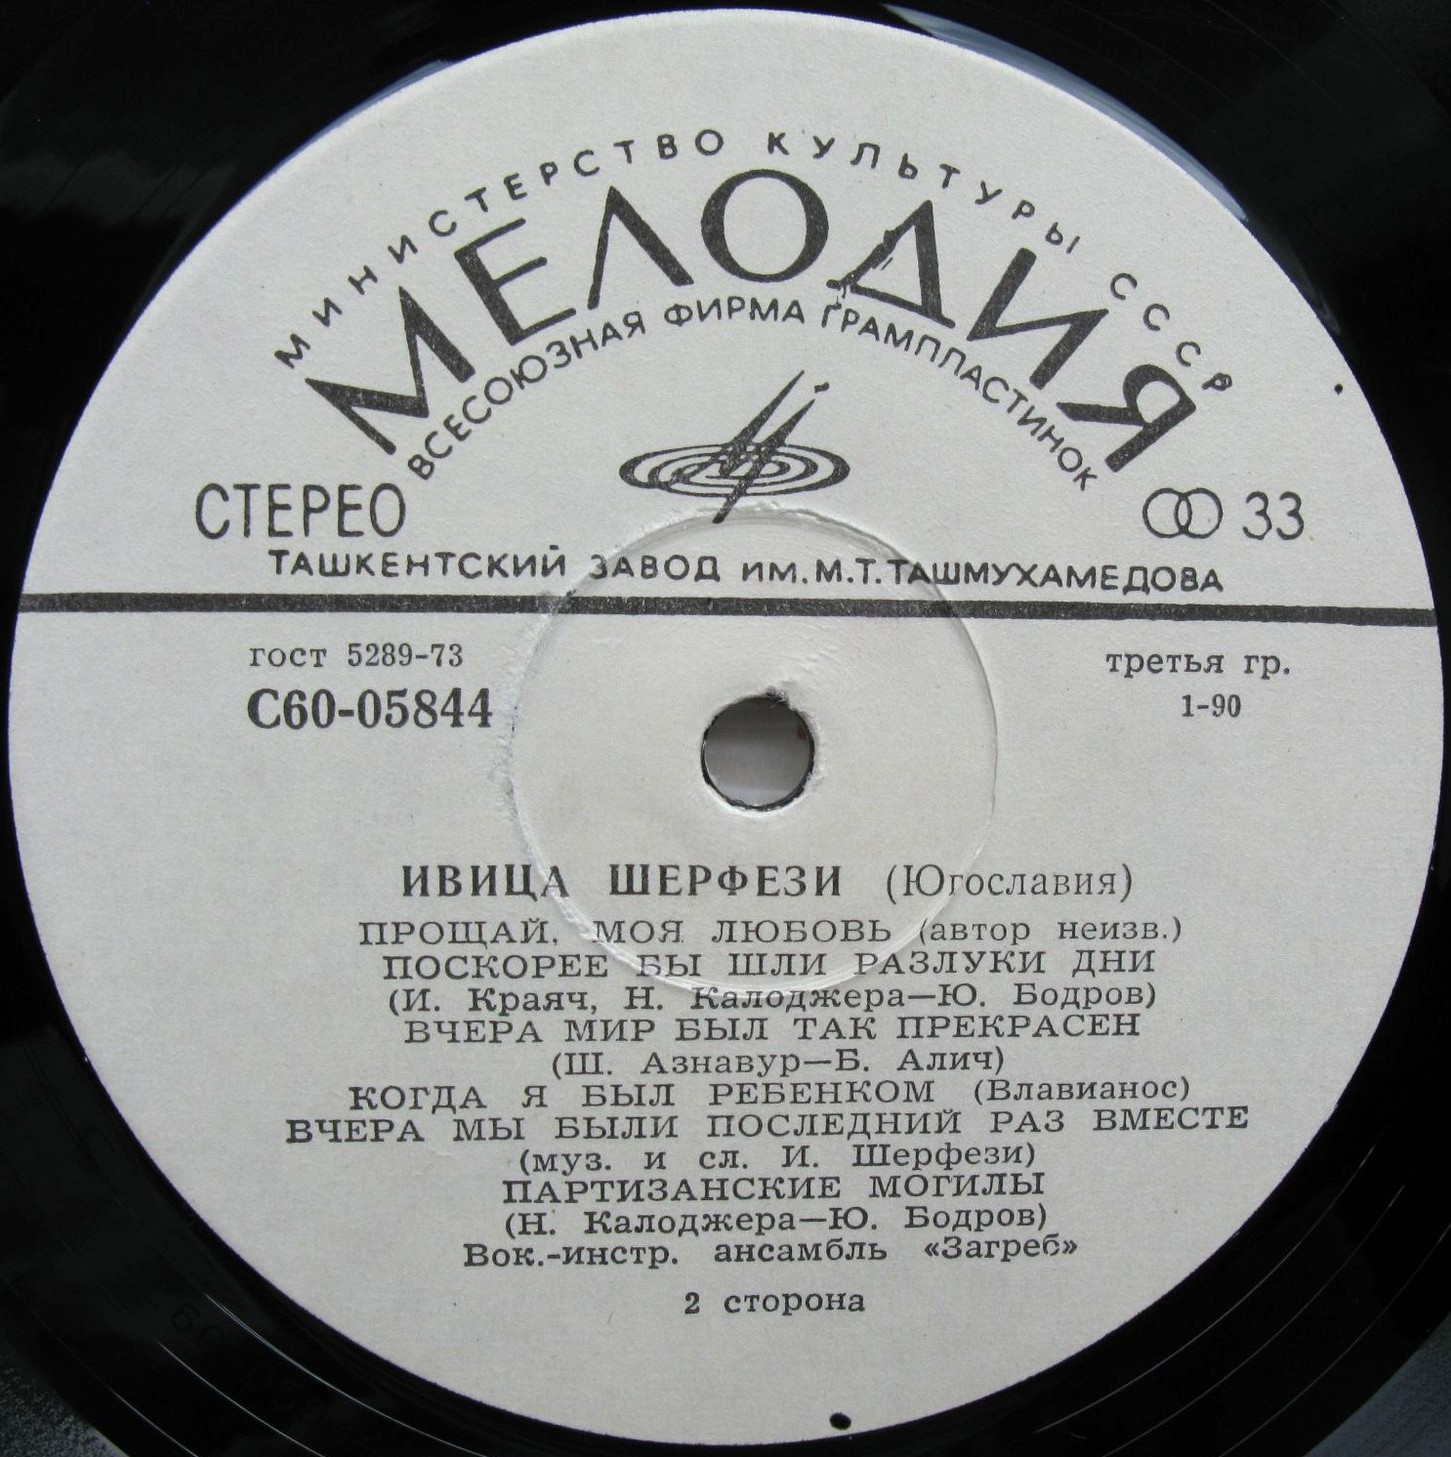 МИНИСТЕРСТВО КУЛЬТУРЫ СССР
МЕЛОДИЯ
ВСЕСОЮЗНАЯ ФИРМА ГРАМПЛАСТИНОК
СТЕРЕО
33
ТАШКЕНТСКИЙ ЗАВОД ИМ. М.Т. ТАШМУХАМЕДОВА
гост 5289-73
третья гр.
С60-05844
1-90
ИВИЦА ШЕРФЕЗИ (Югославия)
ПРОЩАЙ, МОЯ ЛЮБОВЬ (автор неизв.)
ПОСКОРЕЕ БЫ ШЛИ РАЗЛУКИ ДНИ
(И. Краяч, Н. Калоджера—Ю. Бодров)
ВЧЕРА МИР БЫЛ ТАК ПРЕКРАСЕН
(Ш. Азнавур—Б. Алич)
КОГДА Я БЫЛ РЕБЕНКОМ (Влавианос)
ВЧЕРА МЫ БЫЛИ ПОСЛЕДНИЙ РАЗ ВМЕСТЕ
(муз. и сл. И. Шерфези)
ПАРТИЗАНСКИЕ МОГИЛЫ
(Н. Калоджера—Ю. Бодров)
Вок.-инстр. ансамбль «Загреб»
2 сторона